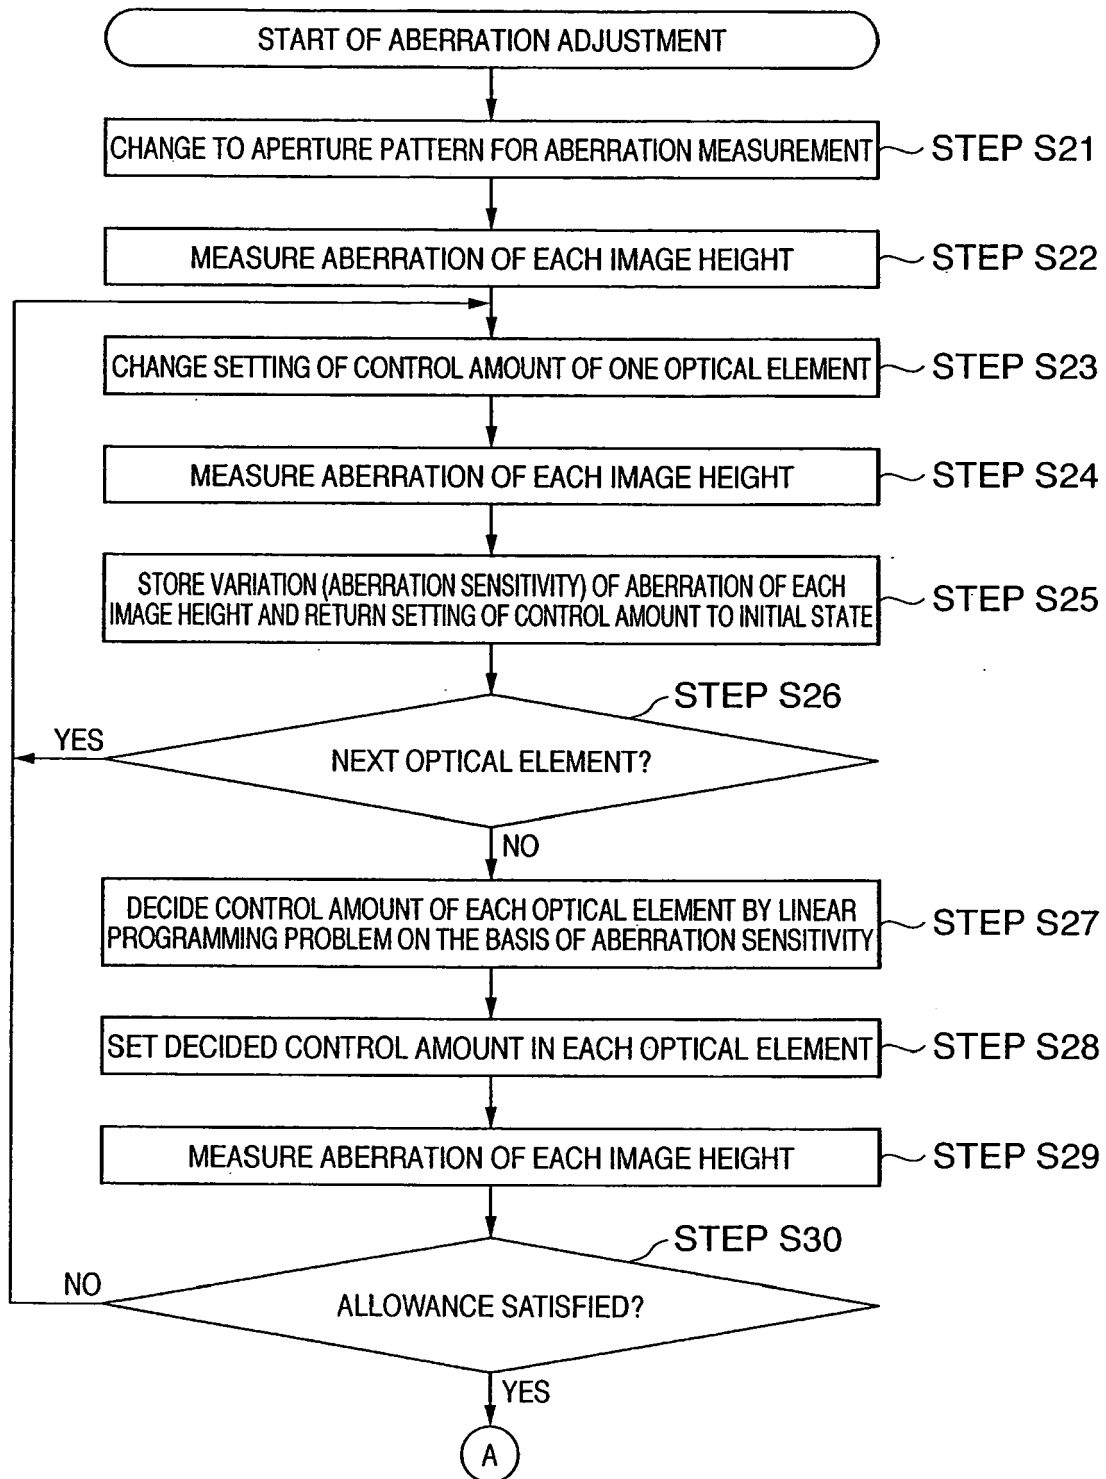 START OF ABERRATION ADJUSTMENT
CHANGE TO APERTURE PATTERN FOR ABERRATION MEASUREMENT
STEP S21
MEASURE ABERRATION OF EACH IMAGE HEIGHT
STEP S22
CHANGE SETTING OF CONTROL AMOUNT OF ONE OPTICAL ELEMENT
STEP S23
MEASURE ABERRATION OF EACH IMAGE HEIGHT
STEP S24
STORE VARIATION (ABERRATION SENSITIVITY) OF ABERRATION OF EACH
IMAGE HEIGHT AND RETURN SETTING OF CONTROL AMOUNT TO INITIAL STATE
STEP S25
STEP S26
YES
NEXT OPTICAL ELEMENT?
NO
DECIDE CONTROL AMOUNT OF EACH OPTICAL ELEMENT BY LINEAR
PROGRAMMING PROBLEM ON THE BASIS OF ABERRATION SENSITIVITY
STEP S27
SET DECIDED CONTROL AMOUNT IN EACH OPTICAL ELEMENT
STEP S28
MEASURE ABERRATION OF EACH IMAGE HEIGHT
STEP S29
STEP S30
NO
ALLOWANCE SATISFIED?
YES
A